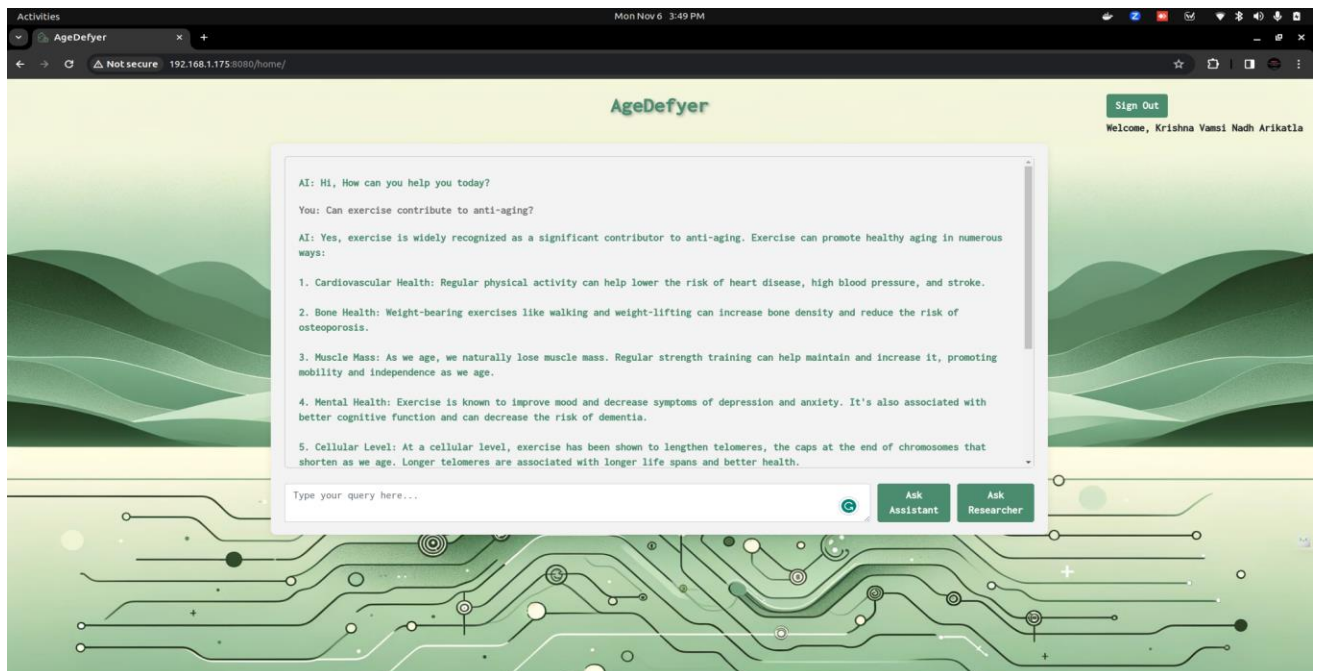 Activities
Mon Nov 6 3:49 PM
AgeDefyer
Not secure 192.168.1.175:8080/home/
AgeDefyer
Sign Out
Welcome, Krishna Vamsi Nadh Arikatla
AI: Hi, How can you help you today?
You: Can exercise contribute to anti-aging?
AI: Yes, exercise is widely recognized as a significant contributor to anti-aging. Exercise can promote healthy aging in numerous
ways:
1. Cardiovascular Health: Regular physical activity can help lower the risk of heart disease, high blood pressure, and stroke.
2. Bone Health: Weight-bearing exercises like walking and weight-lifting can increase bone density and reduce the risk of
osteoporosis.
3. Muscle Mass: As we age, we naturally lose muscle mass. Regular strength training can help maintain and increase it, promoting
mobility and independence as we age.
4. Mental Health: Exercise is known to improve mood and decrease symptoms of depression and anxiety. It's also associated with
better cognitive function and can decrease the risk of dementia.
5. Cellular Level: At a cellular level, exercise has been shown to lengthen telomeres, the caps at the end of chromosomes that
shorten as we age. Longer telomeres are associated with longer life spans and better health.
Type your query here...
Ask
Assistant
Ask
Researcher